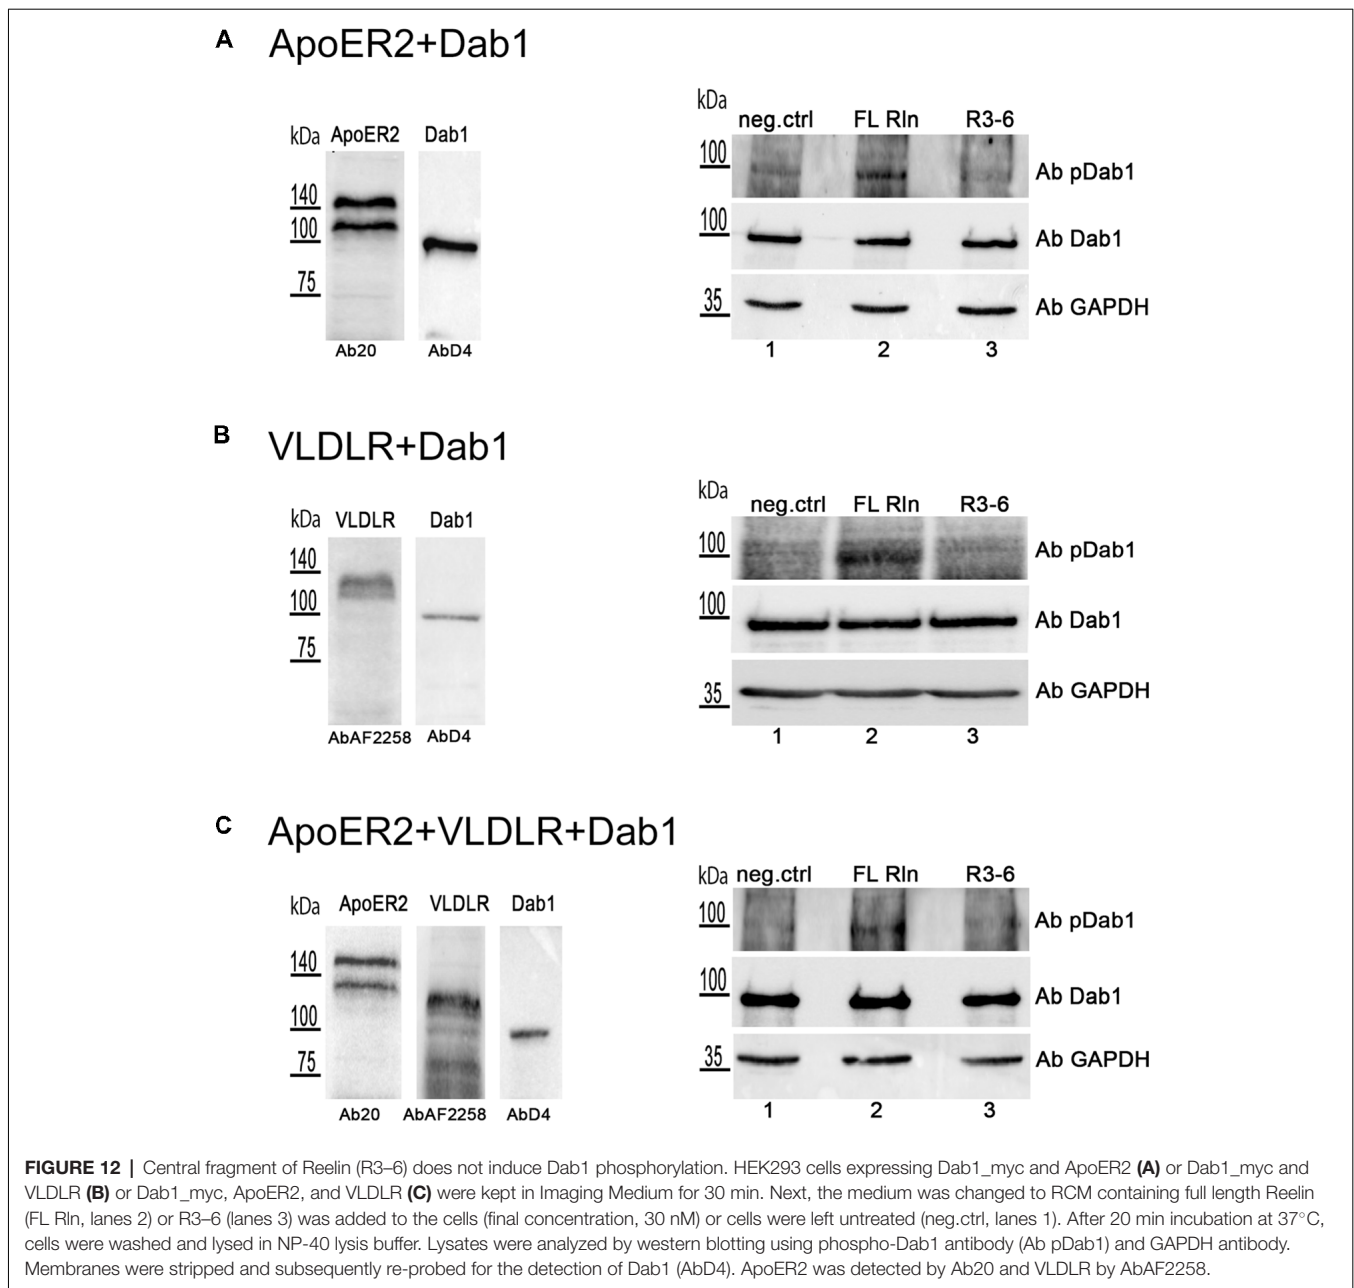 A ApoER2+Dab1
kDa ApoER2 Dab1
140
100
75
Ab20 AbD4
kDa
neg.ctrl FL Rln R3-6
100 Ab pDab1
100 Ab Dab1
35 Ab GAPDH
1 2 3
B VLDLR+Dab1
kDa VLDLR Dab1
140
100
75
AbAF2258 AbD4
kDa
neg.ctrl FL Rln R3-6
100 Ab pDab1
100 Ab Dab1
35 Ab GAPDH
1 2 3
C ApoER2+VLDLR+Dab1
kDa ApoER2 VLDLR Dab1
140
100
75
Ab20 AbAF2258 AbD4
kDa neg.ctrl FL Rln R3-6
100 Ab pDab1
100 Ab Dab1
35 Ab GAPDH
1 2 3
FIGURE 12 | Central fragment of Reelin (R3–6) does not induce Dab1 phosphorylation. HEK293 cells expressing Dab1_myc and ApoER2 (A) or Dab1_myc and
VLDLR (B) or Dab1_myc, ApoER2, and VLDLR (C) were kept in Imaging Medium for 30 min. Next, the medium was changed to RCM containing full length Reelin
(FL Rln, lanes 2) or R3–6 (lanes 3) was added to the cells (final concentration, 30 nM) or cells were left untreated (neg.ctrl, lanes 1). After 20 min incubation at 37°C,
cells were washed and lysed in NP-40 lysis buffer. Lysates were analyzed by western blotting using phospho-Dab1 antibody (Ab pDab1) and GAPDH antibody.
Membranes were stripped and subsequently re-probed for the detection of Dab1 (AbD4). ApoER2 was detected by Ab20 and VLDLR by AbAF2258.